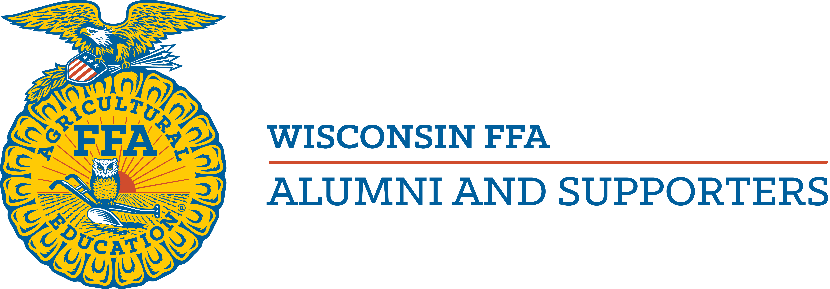 AGRICULTURAL
FFA
EDUCATION
®
WISCONSIN FFA
ALUMNI AND SUPPORTERS